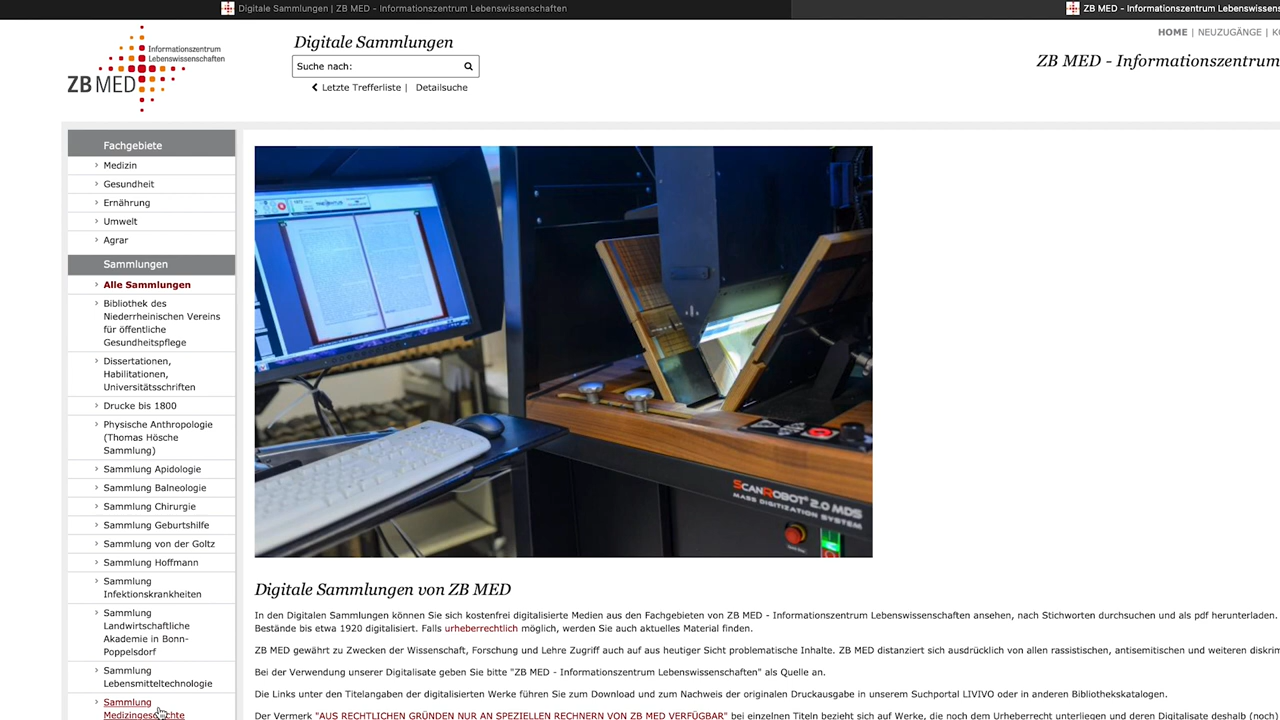 Digitale Sammlungen | ZB MED - Informationszentrum Lebenswissenschaften
ZB MED - Informationszentrum Lebenswissens
Informationszentrum
Lebenswissenschaften
ZB MED
Digitale Sammlungen
Suche nach:
Letzte Trefferliste | Detailsuche
HOME | NEUZUGÄNGE | KO
ZB MED - Informationszentrum
Fachgebiete
Medizin
Gesundheit
Ernährung
Umwelt
Agrar
Sammlungen
Alle Sammlungen
Bibliothek des
Niederrheinischen Vereins
für öffentliche
Gesundheitspflege
Dissertationen,
Habilitationen,
Universitätsschriften
Drucke bis 1800
Physische Anthropologie
(Thomas Hösche
Sammlung)
Sammlung Apidologie
Sammlung Balneologie
Sammlung Chirurgie
Sammlung Geburtshilfe
Sammlung von der Goltz
Sammlung Hoffmann
Sammlung
Infektionskrankheiten
Sammlung
Landwirtschaftliche
Akademie in Bonn-
Poppelsdorf
Sammlung
Lebensmitteltechnologie
Sammlung
Medizingeschichte
SCANROBOT® 2.0 MDS
MASS DIGITIZATION SYSTEM
Digitale Sammlungen von ZB MED
In den Digitalen Sammlungen können Sie sich kostenfrei digitalisierte Medien aus den Fachgebieten von ZB MED - Informationszentrum Lebenswissenschaften ansehen, nach Stichworten durchsuchen und als pdf herunterladen.
Bestände bis etwa 1920 digitalisiert. Falls urheberrechtlich möglich, werden Sie auch aktuelles Material finden.
ZB MED gewährt zu Zwecken der Wissenschaft, Forschung und Lehre Zugriff auch auf aus heutiger Sicht problematische Inhalte. ZB MED distanziert sich ausdrücklich von allen rassistischen, antisemitischen und weiteren diskrim
Bei der Verwendung unserer Digitalisate geben Sie bitte "ZB MED - Informationszentrum Lebenswissenschaften" als Quelle an.
Die Links unter den Titelangaben der digitalisierten Werke führen Sie zum Download und zum Nachweis der originalen Druckausgabe in unserem Suchportal LIVIVO oder in anderen Bibliothekskatalogen.
Der Vermerk "AUS RECHTLICHEN GRÜNDEN NUR AN SPEZIELLEN RECHNERN VON ZB MED VERFÜGBAR" bei einzelnen Titeln bezieht sich auf Werke, die noch dem Urheberrecht unterliegen und deren Digitalisate deshalb (noch)